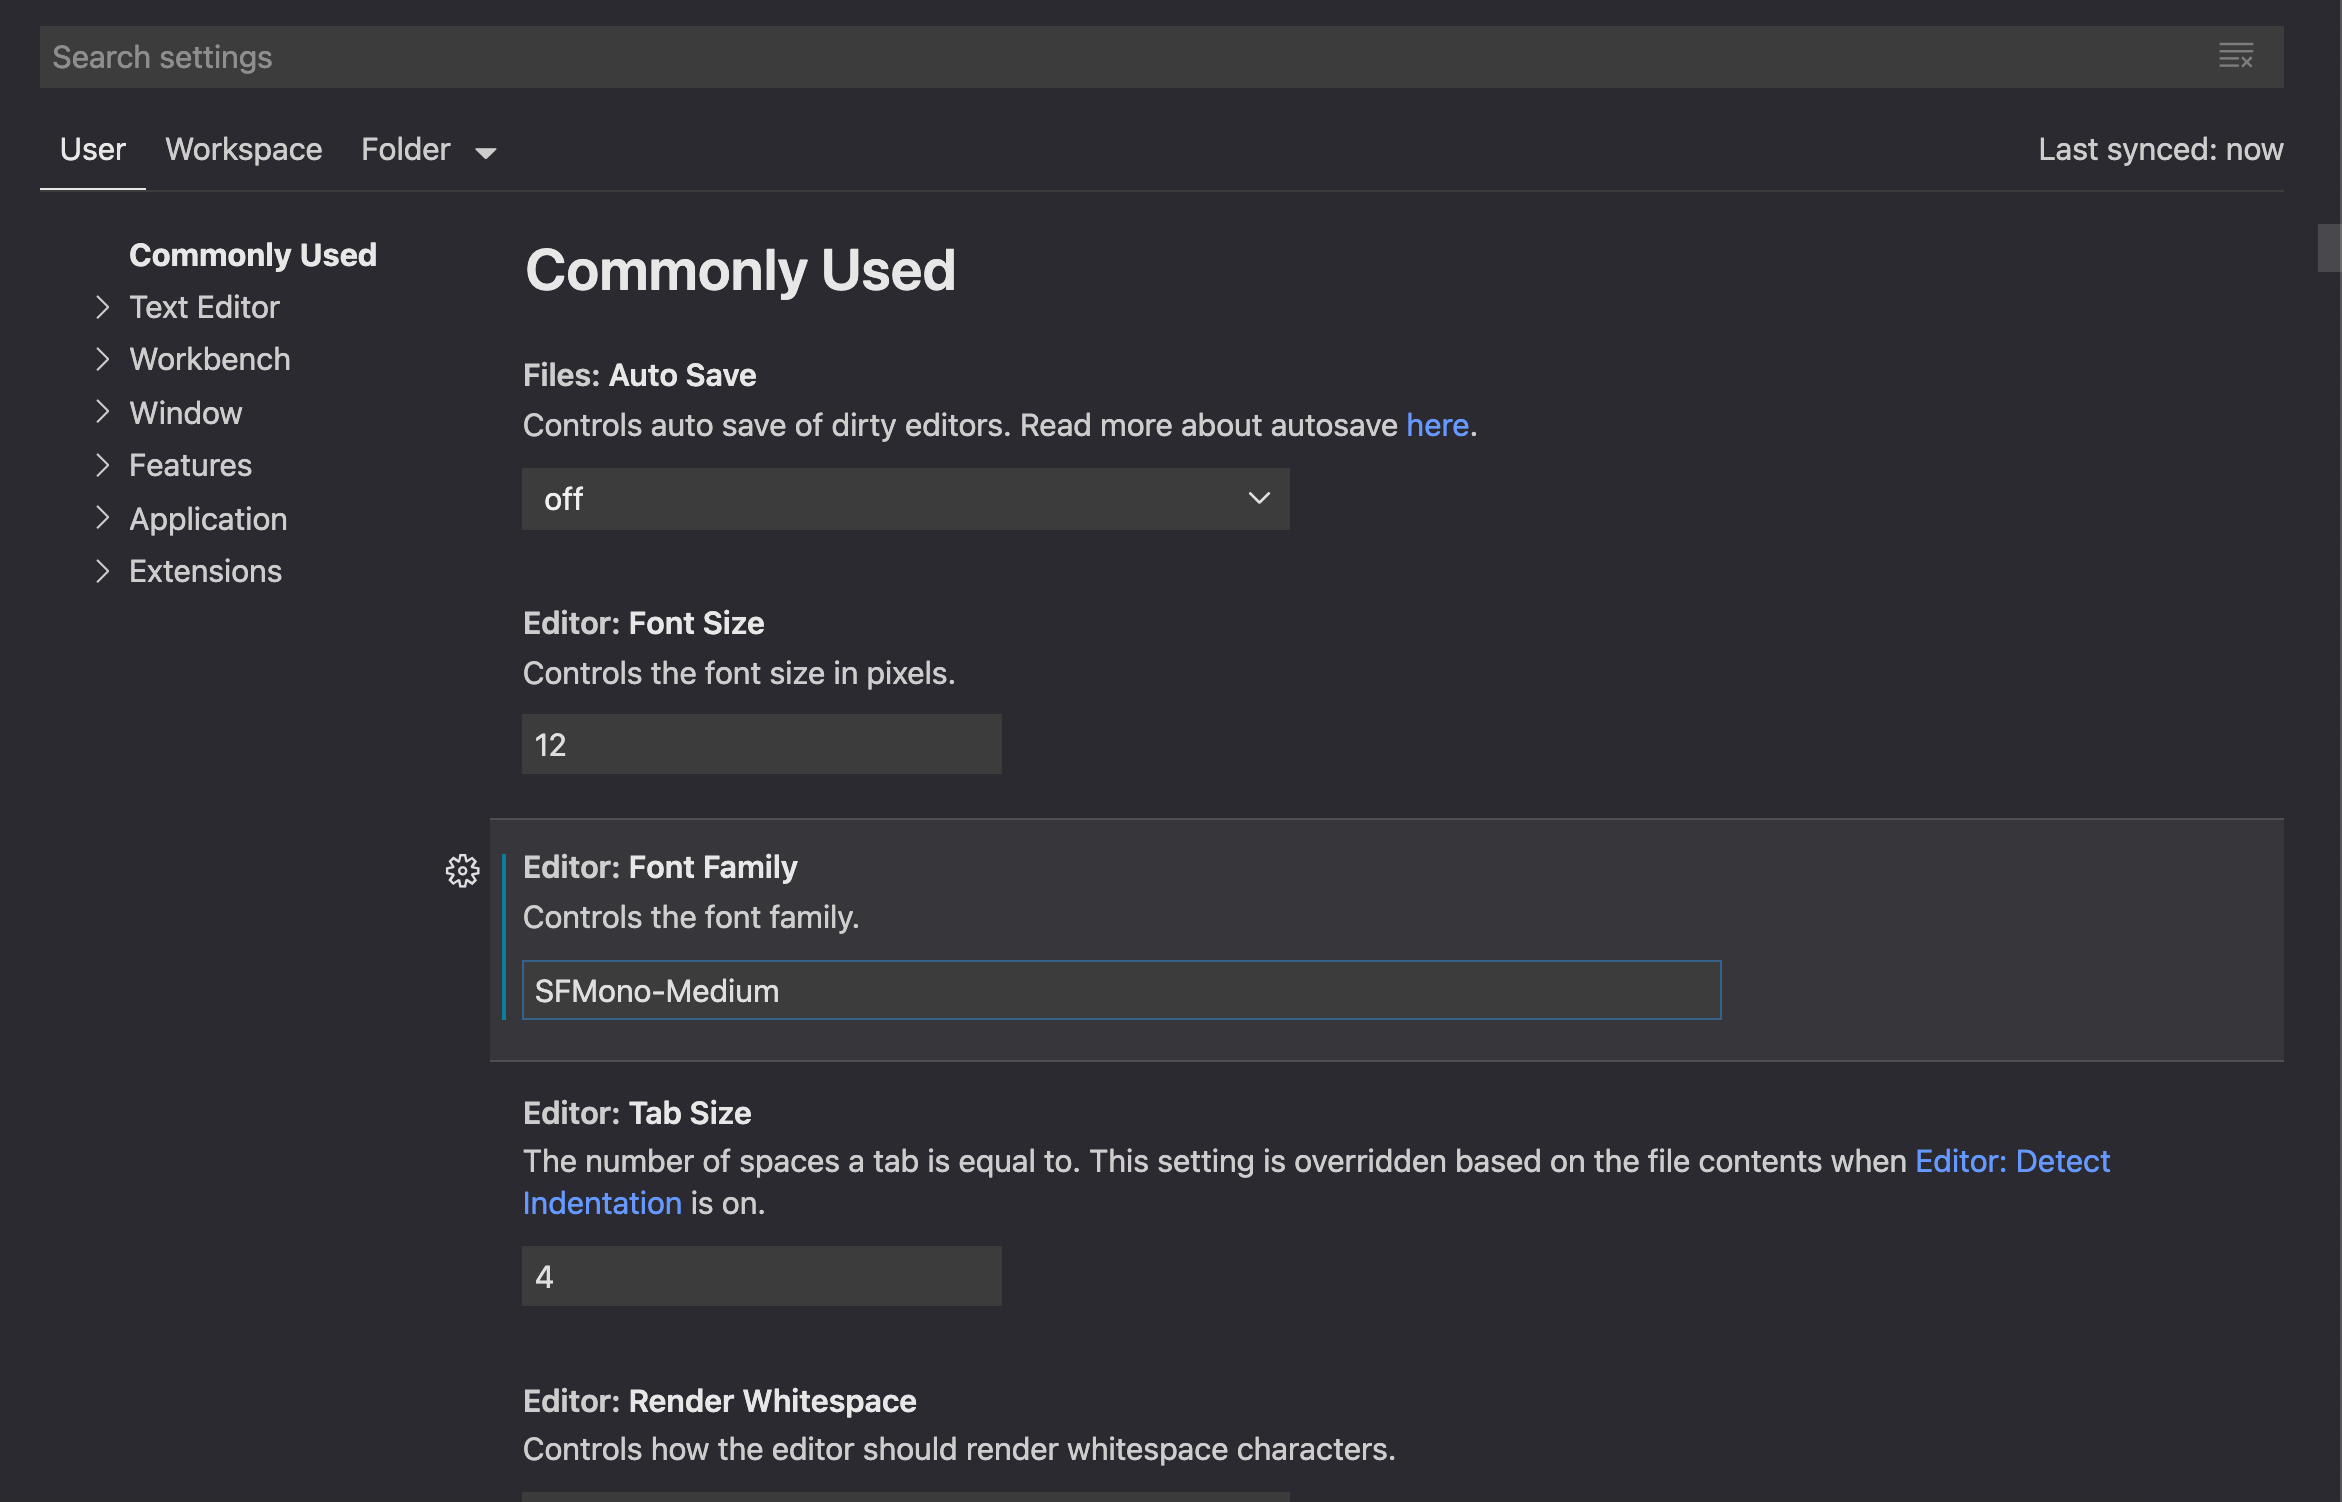 Search settings
User
Workspace
Folder
Last synced: now
Commonly Used
Text Editor
Workbench
Window
Features
Application
Extensions
Commonly Used
Files: Auto Save
Controls auto save of dirty editors. Read more about autosave here.
off
Editor: Font Size
Controls the font size in pixels.
12
Editor: Font Family
Controls the font family.
SFMono-Medium
Editor: Tab Size
The number of spaces a tab is equal to. This setting is overridden based on the file contents when Editor: Detect
Indentation is on.
4
Editor: Render Whitespace
Controls how the editor should render whitespace characters.